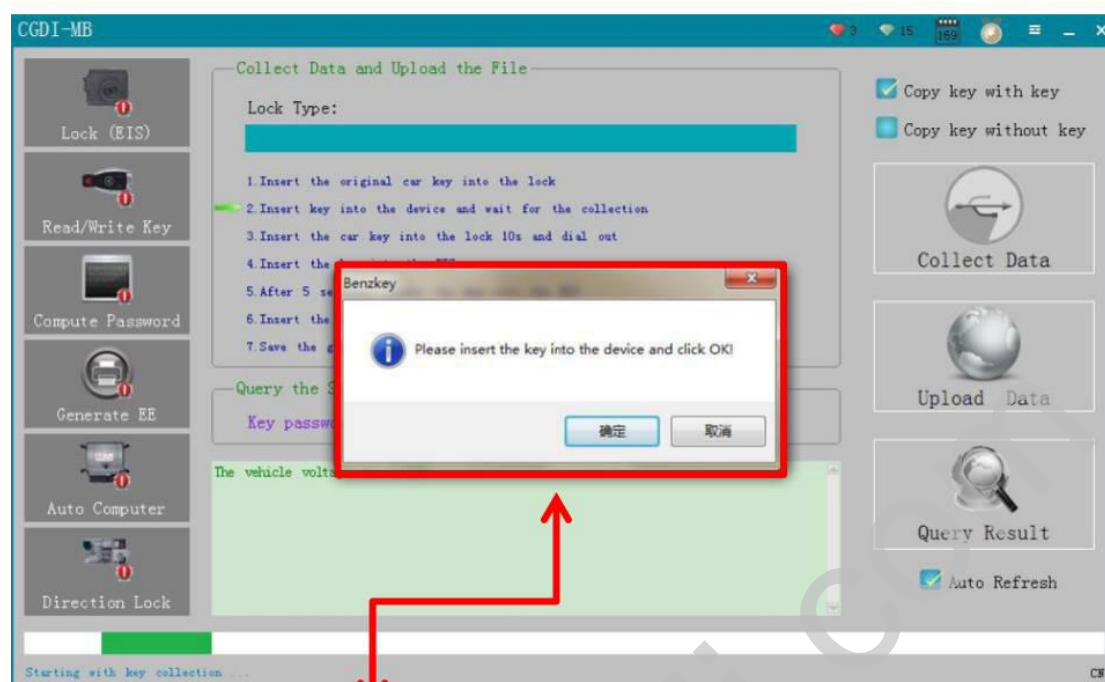 CGDI-MB
3
15
169
Collect Data and Upload the File
Lock Type:
Copy key with key
Copy key without key
Lock (EIS)
1.Insert the original car key into the lock
2.Insert key into the device and wait for the collection
3.Insert the car key into the lock 10s and dial out
4.Insert the
5.After 5
6.Insert the
7.Save the
Read/Write Key
Collect Data
Benzkey
Please insert the key into the device and click OK!
确定
取消
Compute Password
Query the S
Key passw
Upload Data
Generate EE
The vehicle volta
Auto Computer
Query Result
Auto Refresh
Direction Lock
Starting with key collection ...
CN